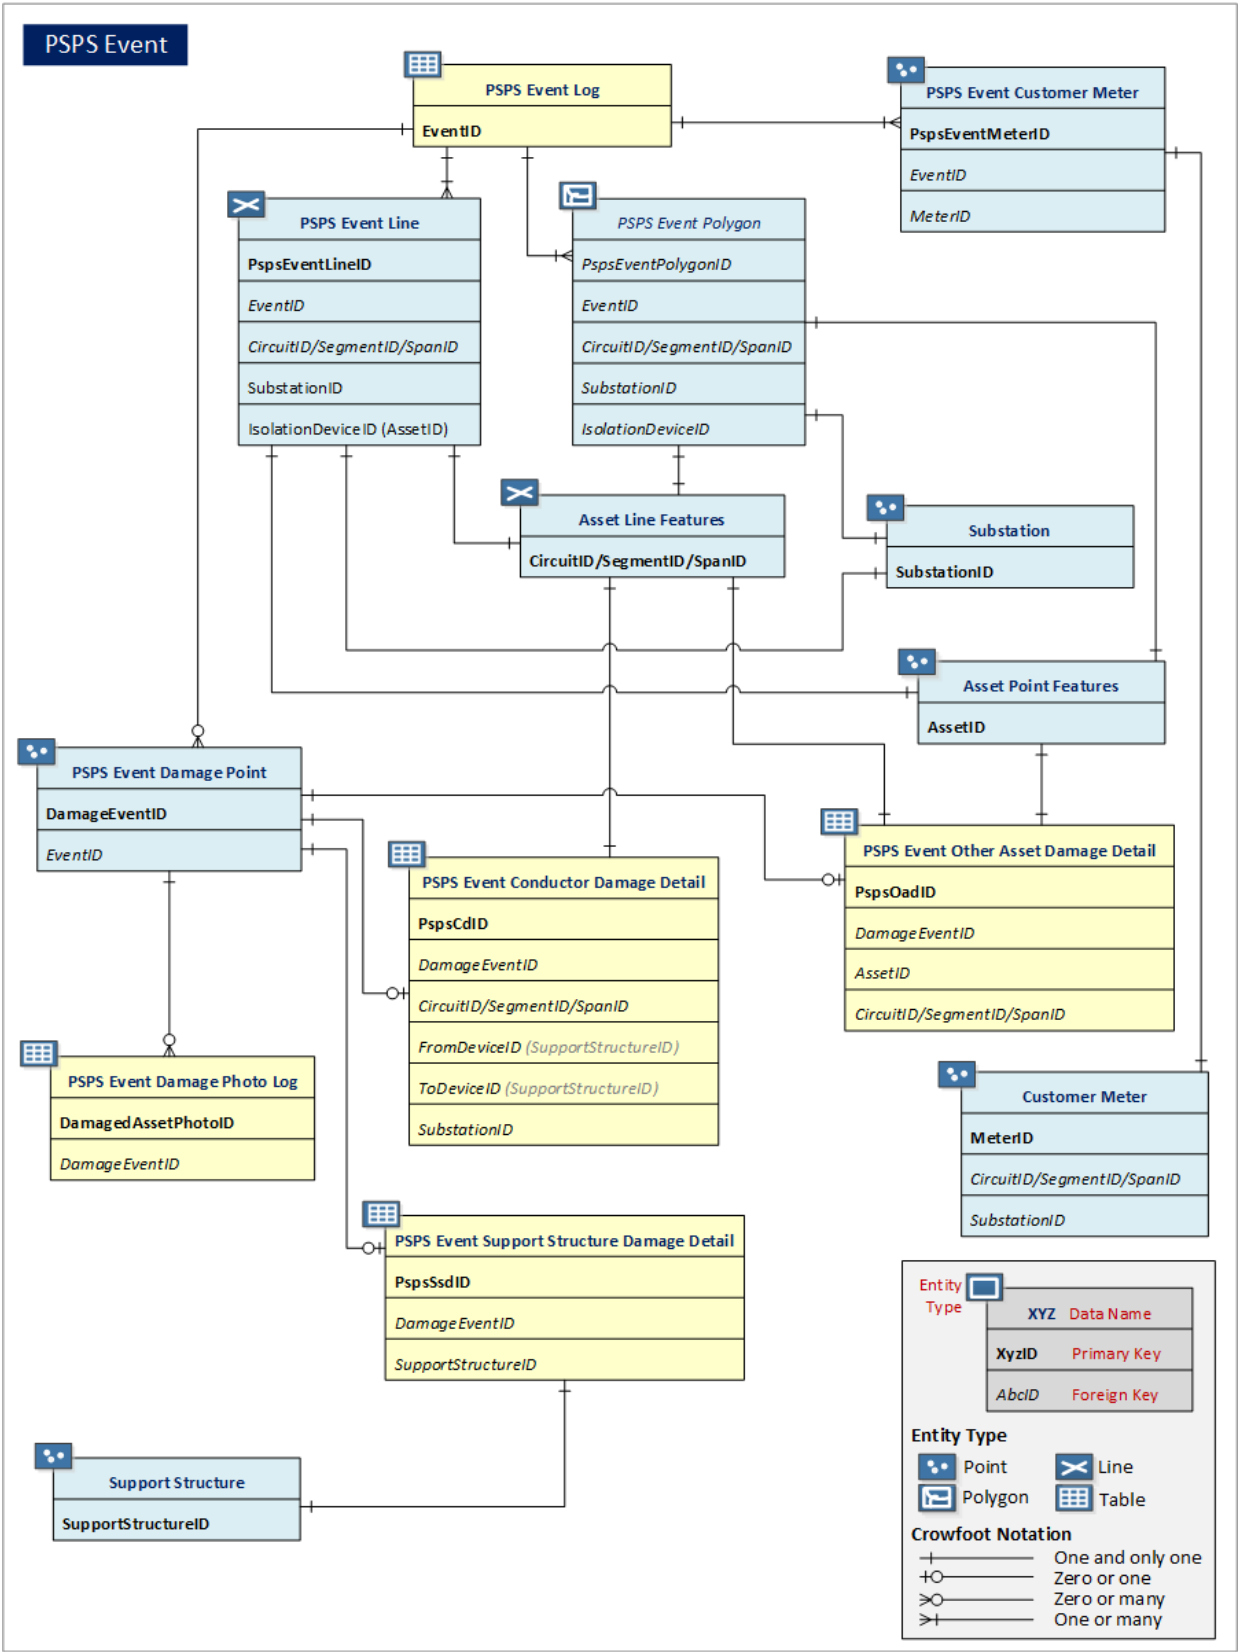 PSPS Event
PSPS Event Log
EventID
PSPS Event Customer Meter
PspsEventMeterID
EventID
MeterID
PSPS Event Line
PspsEventLineID
EventID
CircuitID/SegmentID/SpanID
SubstationID
IsolationDeviceID (AssetID)
PSPS Event Polygon
PspsEventPolygonID
EventID
CircuitID/SegmentID/SpanID
SubstationID
IsolationDeviceID
Asset Line Features
CircuitID/SegmentID/SpanID
Substation
SubstationID
Asset Point Features
AssetID
PSPS Event Damage Point
DamageEventID
EventID
PSPS Event Conductor Damage Detail
PspsCdID
DamageEventID
CircuitID/SegmentID/SpanID
FromDeviceID (SupportStructureID)
ToDeviceID (SupportStructureID)
SubstationID
PSPS Event Other Asset Damage Detail
PspsOadID
DamageEventID
AssetID
CircuitID/SegmentID/SpanID
PSPS Event Damage Photo Log
DamagedAssetPhotoID
DamageEventID
Customer Meter
MeterID
CircuitID/SegmentID/SpanID
SubstationID
PSPS Event Support Structure Damage Detail
PspsSsdID
DamageEventID
SupportStructureID
Support Structure
SupportStructureID
Entity
Type
XYZ Data Name
XyzID Primary Key
AbcID Foreign Key
Entity Type
Point
Line
Polygon
Table
Crowfoot Notation
One and only one
Zero or one
Zero or many
One or many